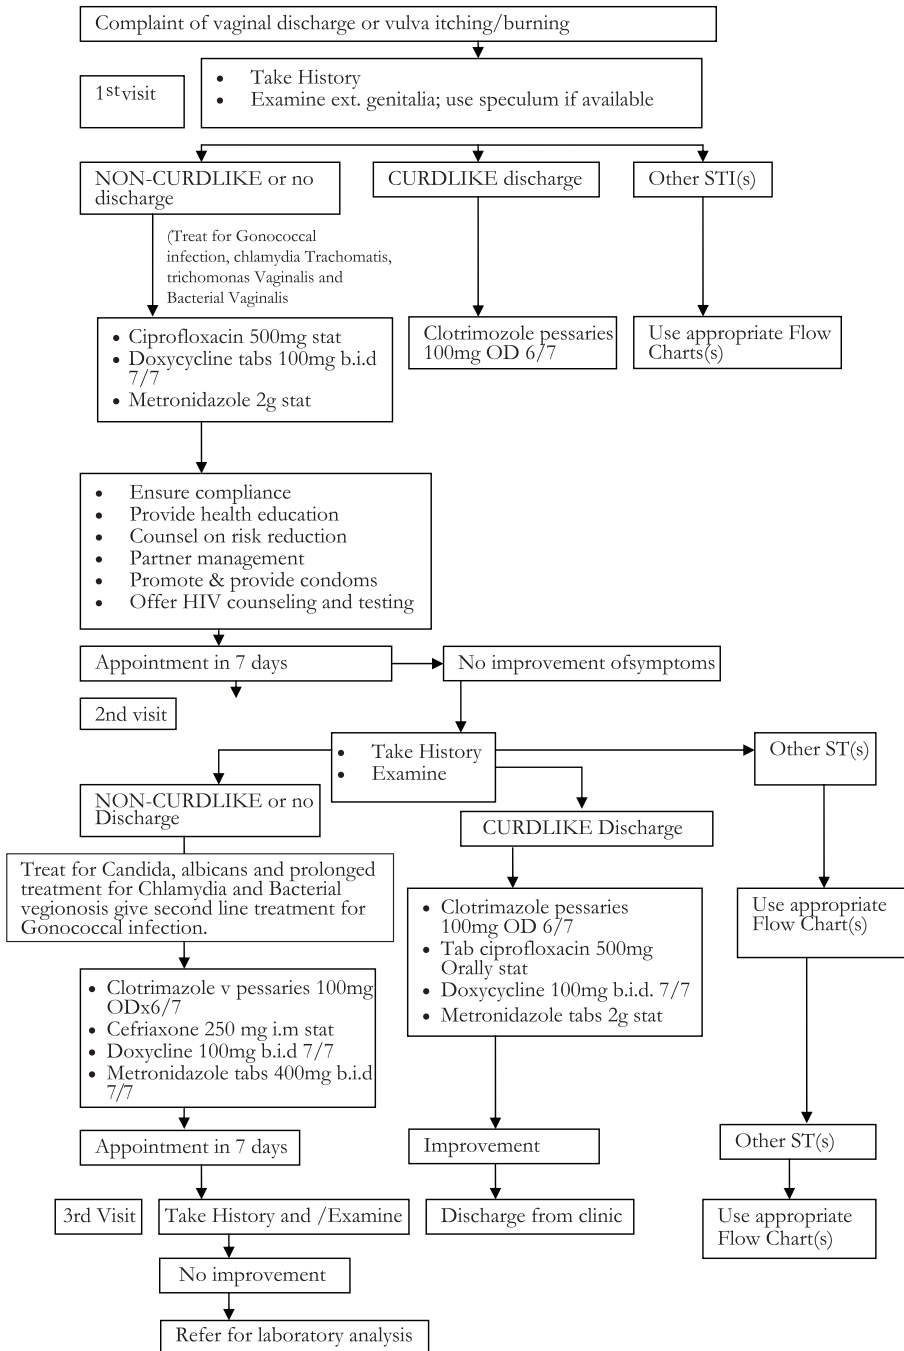 Complaint of vaginal discharge or vulva itching/burning
1st visit
• Take History
• Examine ext. genitalia; use speculum if available
NON-CURDLIKE or no
discharge
CURDLIKE discharge
Other STI(s)
(Treat for Gonococcal
infection, chlamydia Trachomatis,
trichomonas Vaginalis and
Bacterial Vaginalis
• Ciprofloxacin 500mg stat
• Doxycycline tabs 100mg b.i.d
7/7
• Metronidazole 2g stat
Clotrimozole pessaries
100mg OD 6/7
Use appropriate Flow
Charts(s)
• Ensure compliance
• Provide health education
• Counsel on risk reduction
• Partner management
• Promote & provide condoms
• Offer HIV counseling and testing
Appointment in 7 days
No improvement ofsymptoms
2nd visit
• Take History
• Examine
Other ST(s)
NON-CURDLIKE or no
Discharge
CURDLIKE Discharge
Treat for Candida, albicans and prolonged
treatment for Chlamydia and Bacterial
vegionosis give second line treatment for
Gonococcal infection.
• Clotrimazole pessaries
100mg OD 6/7
• Tab ciprofloxacin 500mg
Orally stat
• Doxycycline 100mg b.i.d. 7/7
• Metronidazole tabs 2g stat
Use appropriate
Flow Chart(s)
• Clotrimazole v pessaries 100mg
ODx6/7
• Cefriaxone 250 mg i.m stat
• Doxycline 100mg b.i.d 7/7
• Metronidazole tabs 400mg b.i.d
7/7
Appointment in 7 days
Improvement
Other ST(s)
3rd Visit
Take History and /Examine
Discharge from clinic
Use appropriate
Flow Chart(s)
No improvement
Refer for laboratory analysis